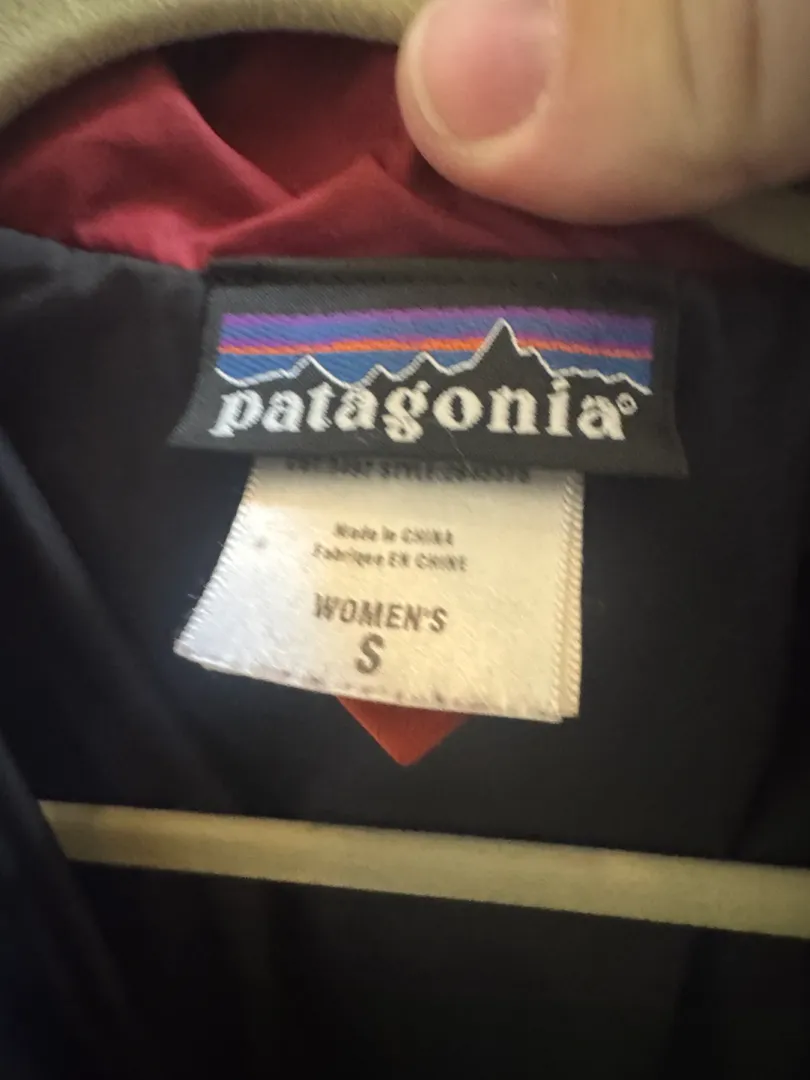 patagonia®
Made in CHINA
Fabriqué EN CHINE
WOMEN'S
S